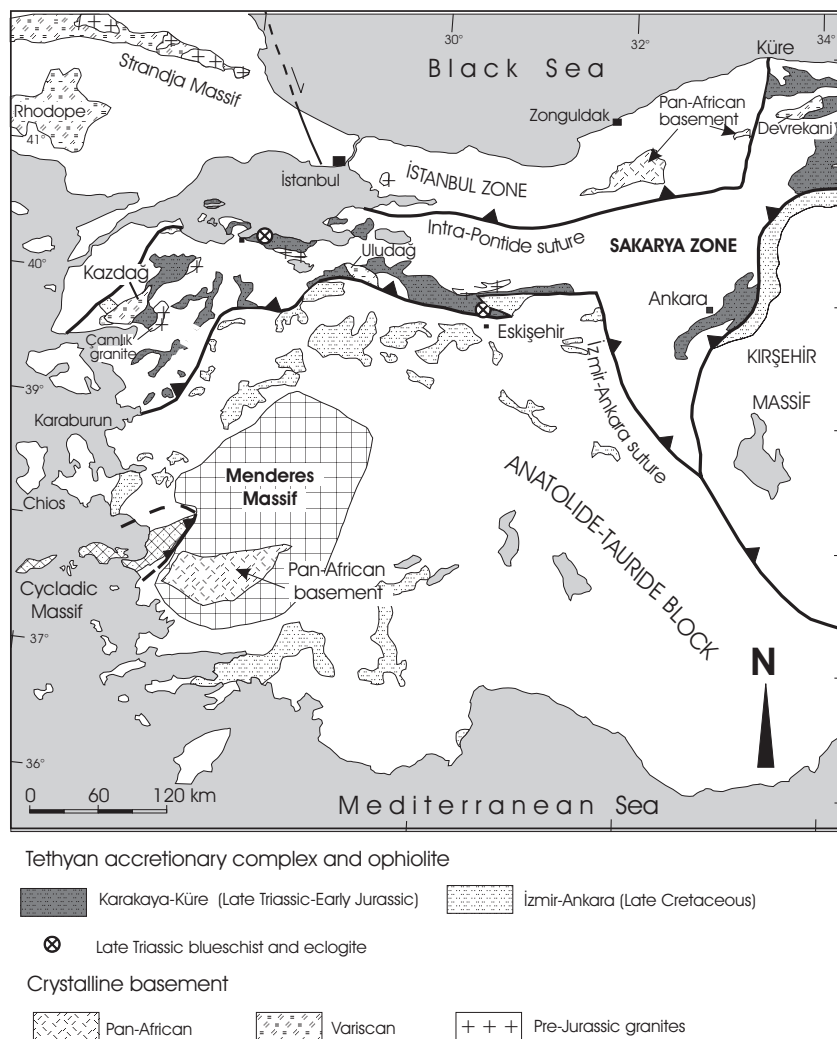 30°
32°
34°
Küre
Black Sea
Strandja Massif
Rhodope
41°
Zonguldak
Pan-African
basement
Devrekani
İstanbul
İSTANBUL ZONE
Intra-Pontide suture
SAKARYA ZONE
40°
Uludağ
Kazdağ
Ankara
Çamlık
granite
Eskişehir
39°
KIRŞEHİR
MASSİF
Karaburun
İzmir-Ankara suture
Menderes
Massif
Chios
ANATOLIDE-TAURIDE BLOCK
Pan-African
basement
Cycladic
Massif
37°
N
36°
0 60 120 km
Mediterranean Sea
Tethyan accretionary complex and ophiolite
Karakaya-Küre (Late Triassic-Early Jurassic)
İzmir-Ankara (Late Cretaceous)
Late Triassic blueschist and eclogite
Crystalline basement
Pan-African
Variscan
Pre-Jurassic granites